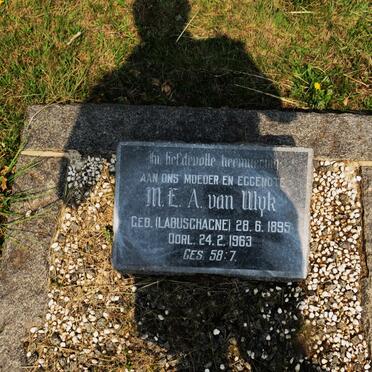 In liefdevolle herinnering
AAN ONS MOEDER EN EGGENOTE
M.E.A. van Wyk
GEB. (LABUSCHAGNE) 28.6.1895
OORL. 24.2.1963
GES 58:7.